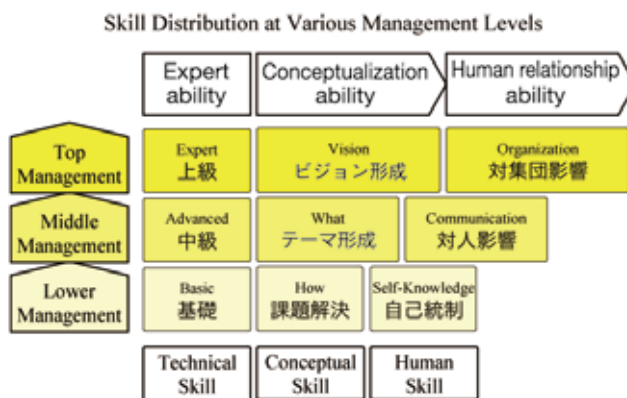 Skill Distribution at Various Management Levels
Expert
ability
Conceptualization
ability
Human relationship
ability
Top
Management
Expert
上級
Vision
ビジョン形成
Organization
対集団影響
Middle
Management
Advanced
中級
What
テーマ形成
Communication
対人影響
Lower
Management
Basic
基礎
How
課題解決
Self-Knowledge
自己統制
Technical
Skill
Conceptual
Skill
Human
Skill